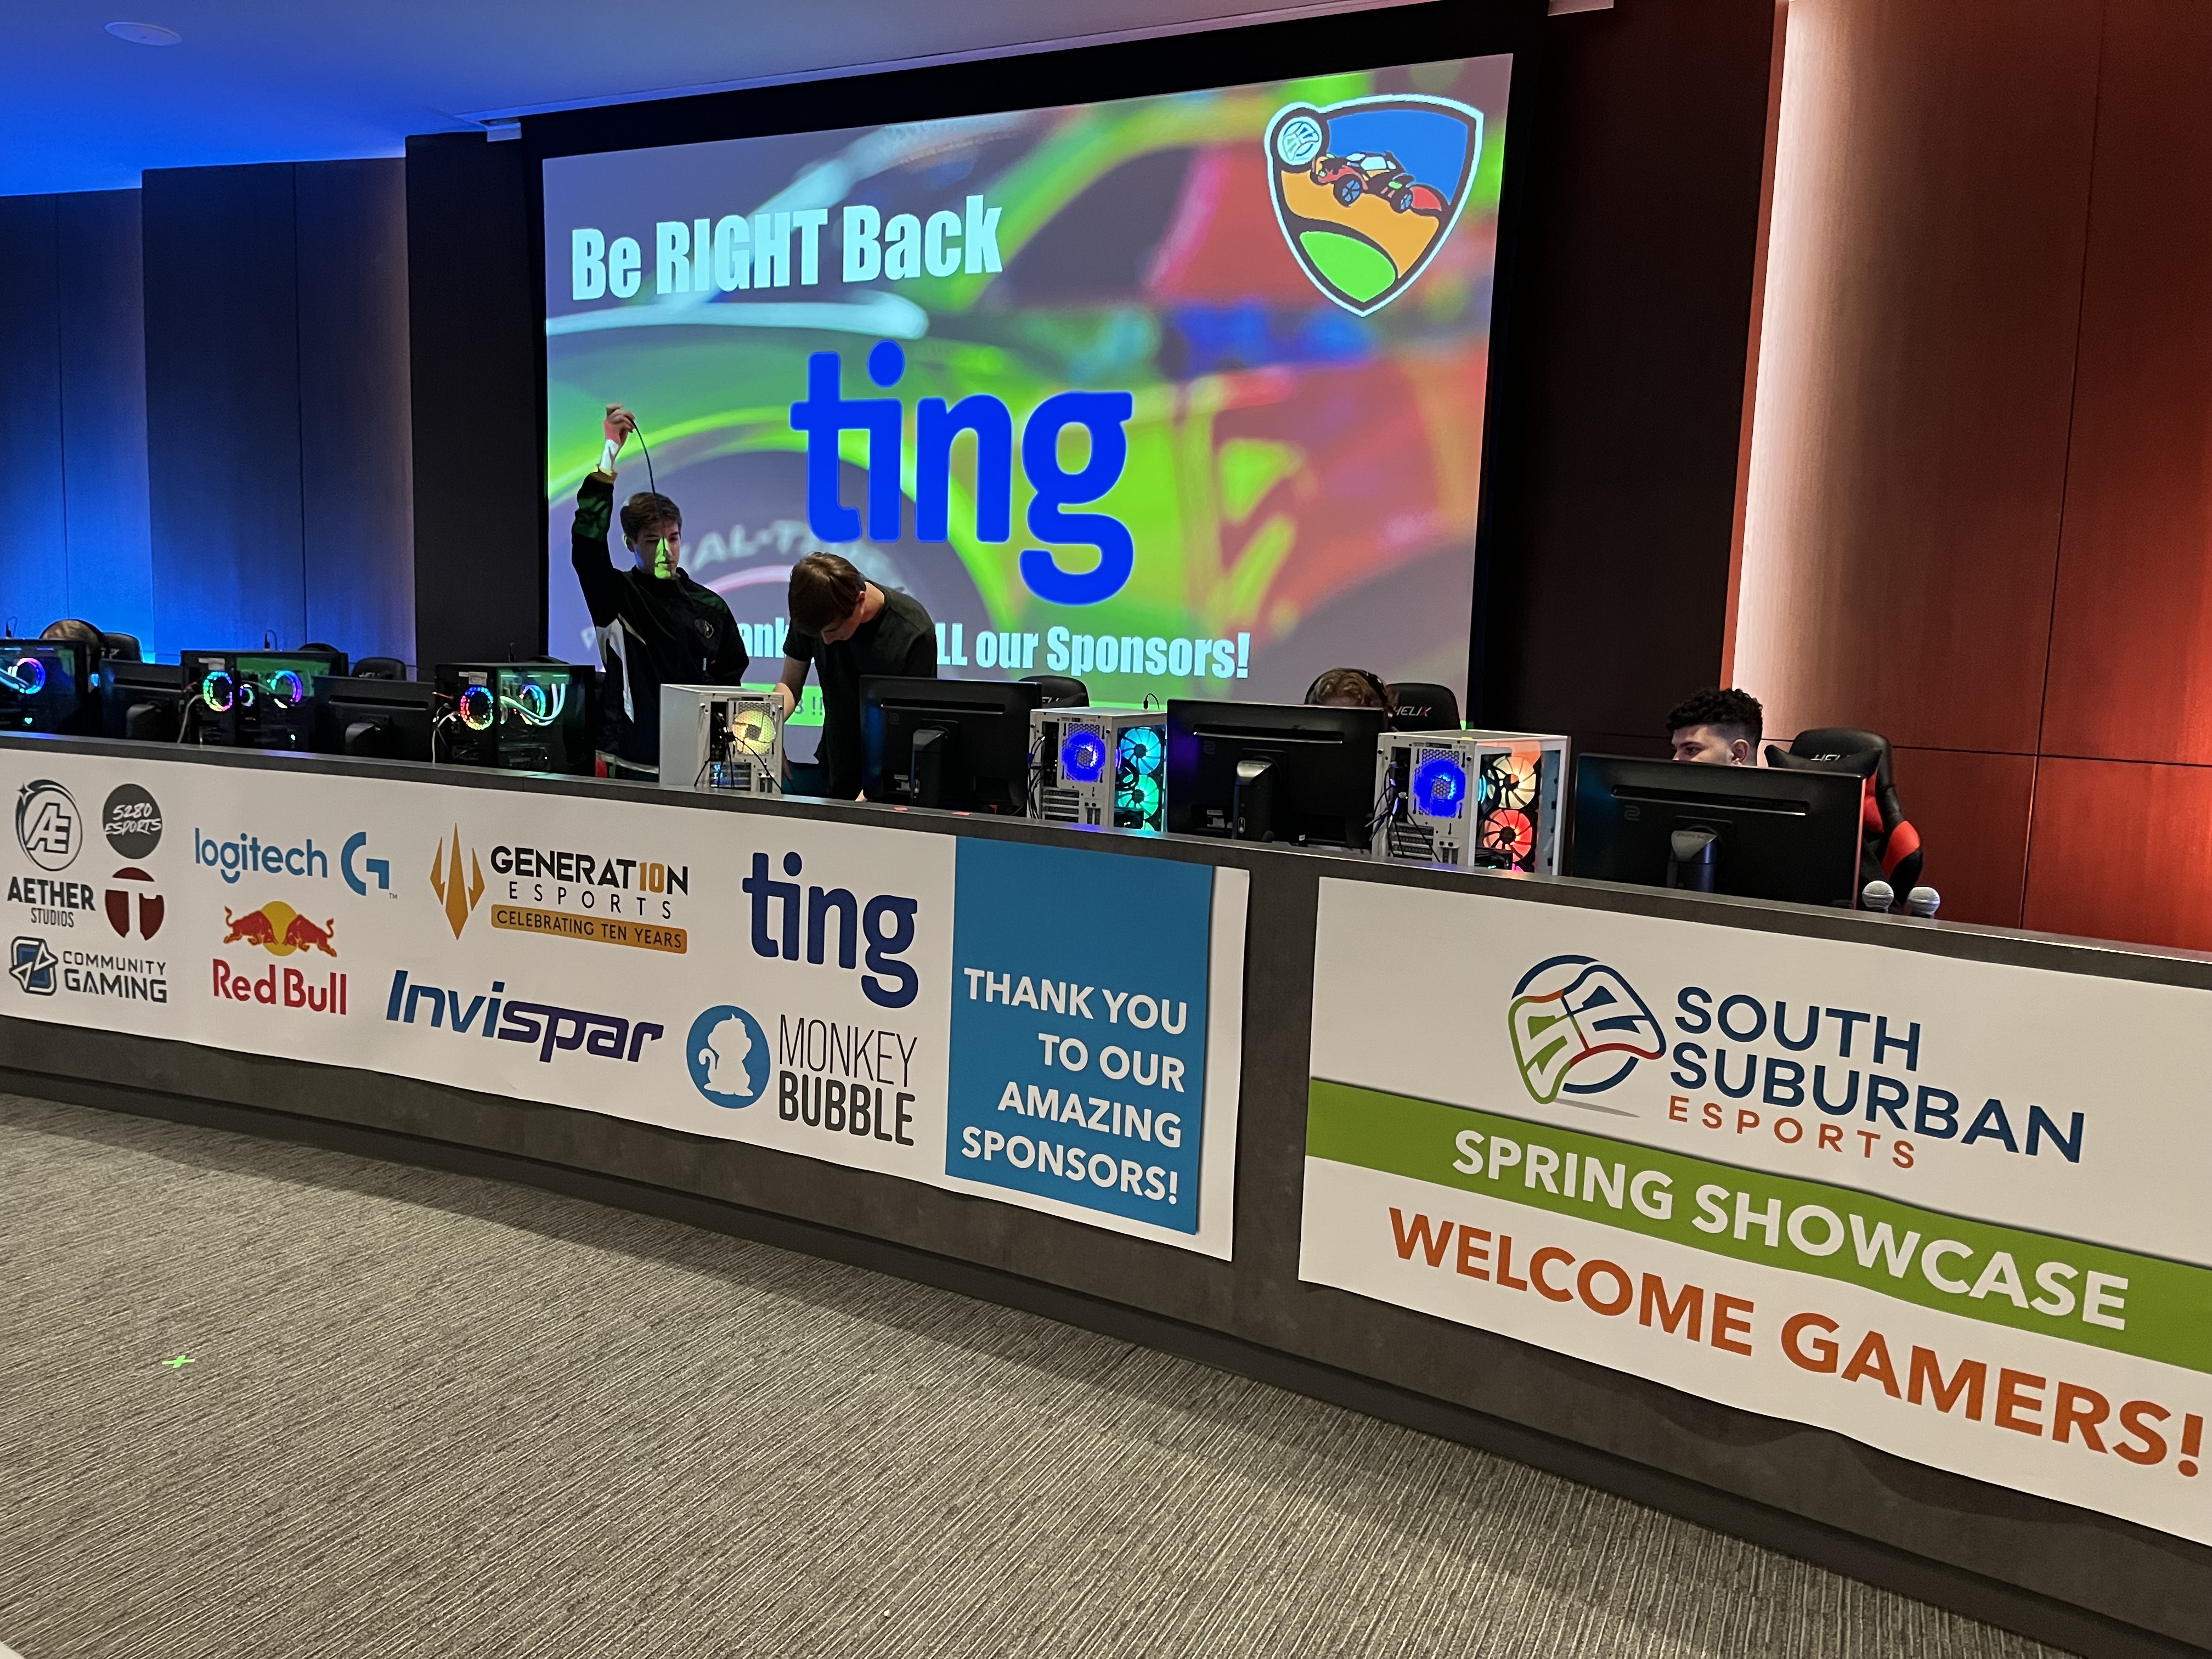 Be RIGHT Back
ting
LL our Sponsors!
HELIX
AE
AETHER
STUDIOS
5280
ESPORTS
T
COMMUNITY
GAMING
logitech G
Red Bull
GENERAT10N
ESPORTS
CELEBRATING TEN YEARS
Invispar
ting
MONKEY
BUBBLE
THANK YOU
TO OUR
AMAZING
SPONSORS!
SOUTH
SUBURBAN
ESPORTS
SPRING SHOWCASE
WELCOME GAMERS!